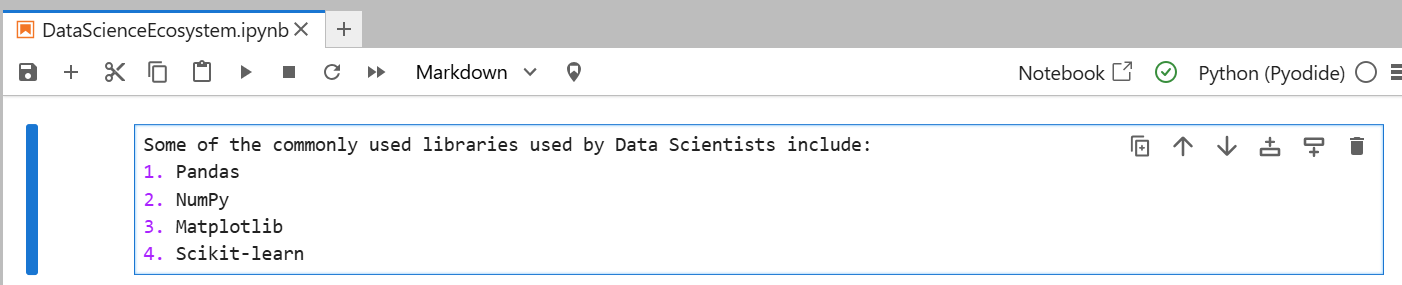 DataScienceEcosystem.ipynb
Markdown
Notebook
Python (Pyodide)
Some of the commonly used libraries used by Data Scientists include:
1. Pandas
2. NumPy
3. Matplotlib
4. Scikit-learn